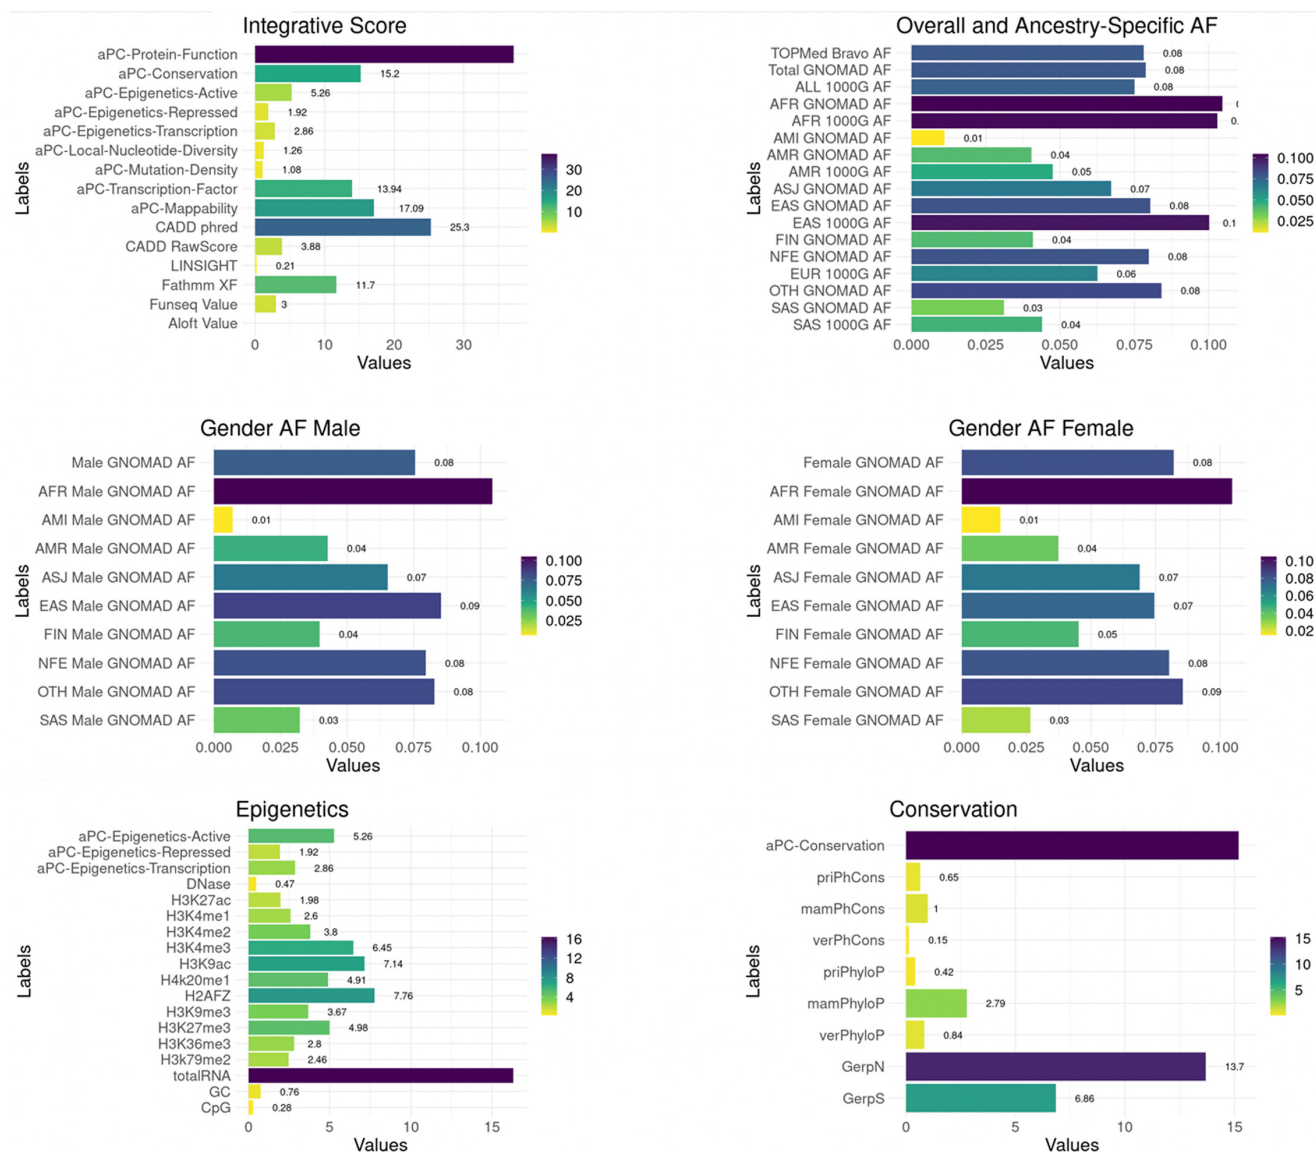 Integrative Score
Labels
aPC-Protein-Function
aPC-Conservation 15.2
aPC-Epigenetics-Active 5.26
aPC-Epigenetics-Repressed 1.92
aPC-Epigenetics-Transcription 2.86
aPC-Local-Nucleotide-Diversity 1.26
aPC-Mutation-Density 1.08
aPC-Transcription-Factor 13.94
aPC-Mappability 17.09
CADD phred 25.3
CADD RawScore 3.88
LINSIGHT 0.21
Fathmm XF 11.7
Funseq Value 3
Aloft Value
0 10 20 30
Values
30
20
10
Overall and Ancestry-Specific AF
Labels
TOPMed Bravo AF 0.08
Total GNOMAD AF 0.08
ALL 1000G AF 0.08
AFR GNOMAD AF
AFR 1000G AF 0.
AMI GNOMAD AF 0.01
AMR GNOMAD AF 0.04
AMR 1000G AF 0.05
ASJ GNOMAD AF 0.07
EAS GNOMAD AF 0.08
EAS 1000G AF 0.1
FIN GNOMAD AF 0.04
NFE GNOMAD AF 0.08
EUR 1000G AF 0.06
OTH GNOMAD AF 0.08
SAS GNOMAD AF 0.03
SAS 1000G AF 0.04
0.000 0.025 0.050 0.075 0.100
Values
0.100
0.075
0.050
0.025
Gender AF Male
Labels
Male GNOMAD AF 0.08
AFR Male GNOMAD AF
AMI Male GNOMAD AF 0.01
AMR Male GNOMAD AF 0.04
ASJ Male GNOMAD AF 0.07
EAS Male GNOMAD AF 0.09
FIN Male GNOMAD AF 0.04
NFE Male GNOMAD AF 0.08
OTH Male GNOMAD AF 0.08
SAS Male GNOMAD AF 0.03
0.000 0.025 0.050 0.075 0.100
Values
0.100
0.075
0.050
0.025
Gender AF Female
Labels
Female GNOMAD AF 0.08
AFR Female GNOMAD AF
AMI Female GNOMAD AF 0.01
AMR Female GNOMAD AF 0.04
ASJ Female GNOMAD AF 0.07
EAS Female GNOMAD AF 0.07
FIN Female GNOMAD AF 0.05
NFE Female GNOMAD AF 0.08
OTH Female GNOMAD AF 0.09
SAS Female GNOMAD AF 0.03
0.000 0.025 0.050 0.075 0.100
Values
0.10
0.08
0.06
0.04
0.02
Epigenetics
Labels
aPC-Epigenetics-Active 5.26
aPC-Epigenetics-Repressed 1.92
aPC-Epigenetics-Transcription 2.86
DNase 0.47
H3K27ac 1.98
H3K4me1 2.6
H3K4me2 3.8
H3K4me3 6.45
H3K9ac 7.14
H4k20me1 4.91
H2AFZ 7.76
H3K9me3 3.67
H3K27me3 4.98
H3K36me3 2.8
H3k79me2 2.46
totalRNA
GC 0.76
CpG 0.28
0 5 10 15
Values
16
12
8
4
Conservation
Labels
aPC-Conservation
priPhCons 0.65
mamPhCons 1
verPhCons 0.15
priPhyloP 0.42
mamPhyloP 2.79
verPhyloP 0.84
GerpN 13.7
GerpS 6.86
0 5 10 15
Values
15
10
5